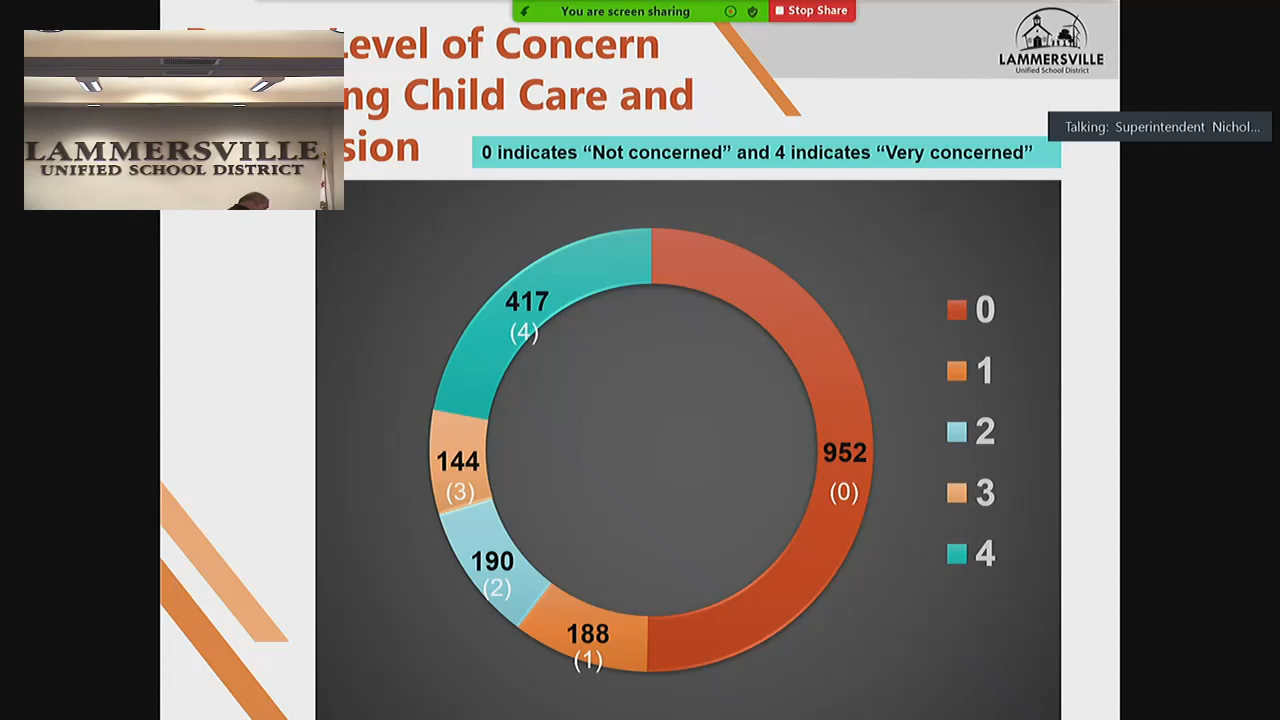 You are screen sharing
Stop Share
Level of Concern
ng Child Care and
sion
LAMMERSVILLE
Unified School District
LAMMERSVILLE
UNIFIED SCHOOL DISTRICT
Talking: Superintendent Nichol...
0 indicates “Not concerned” and 4 indicates “Very concerned”
417
(4)
144
(3)
190
(2)
188
(1)
952
(0)
0
1
2
3
4